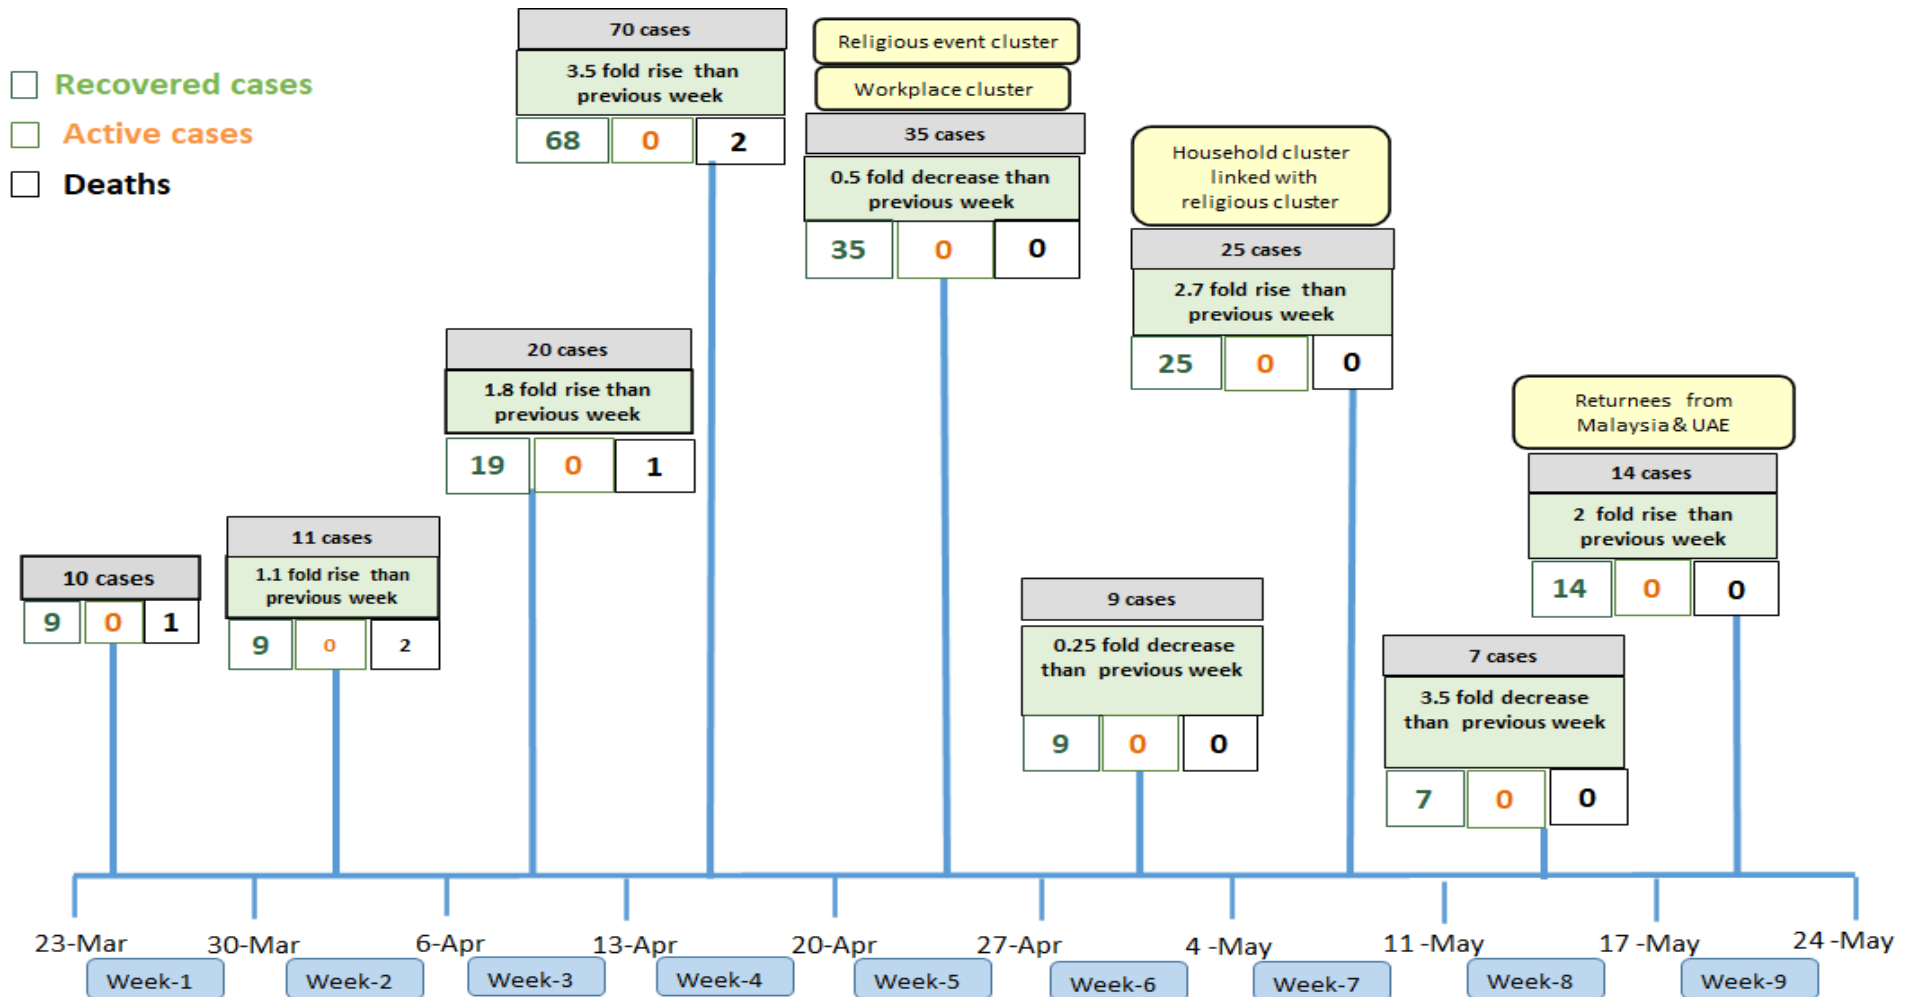 Recovered cases
Active cases
Deaths
10 cases
9 0 1
11 cases
1.1 fold rise than
previous week
9 0 2
20 cases
1.8 fold rise than
previous week
19 0 1
70 cases
3.5 fold rise than
previous week
68 0 2
Religious event cluster
Workplace cluster
35 cases
0.5 fold decrease than
previous week
35 0 0
9 cases
0.25 fold decrease
than previous week
9 0 0
Household cluster
linked with
religious cluster
25 cases
2.7 fold rise than
previous week
25 0 0
7 cases
3.5 fold decrease
than previous week
7 0 0
Returnees from
Malaysia & UAE
14 cases
2 fold rise than
previous week
14 0 0
23-Mar 30-Mar 6-Apr 13-Apr 20-Apr 27-Apr 4 -May 11 -May 17 -May 24 -May
Week-1 Week-2 Week-3 Week-4 Week-5 Week-6 Week-7 Week-8 Week-9